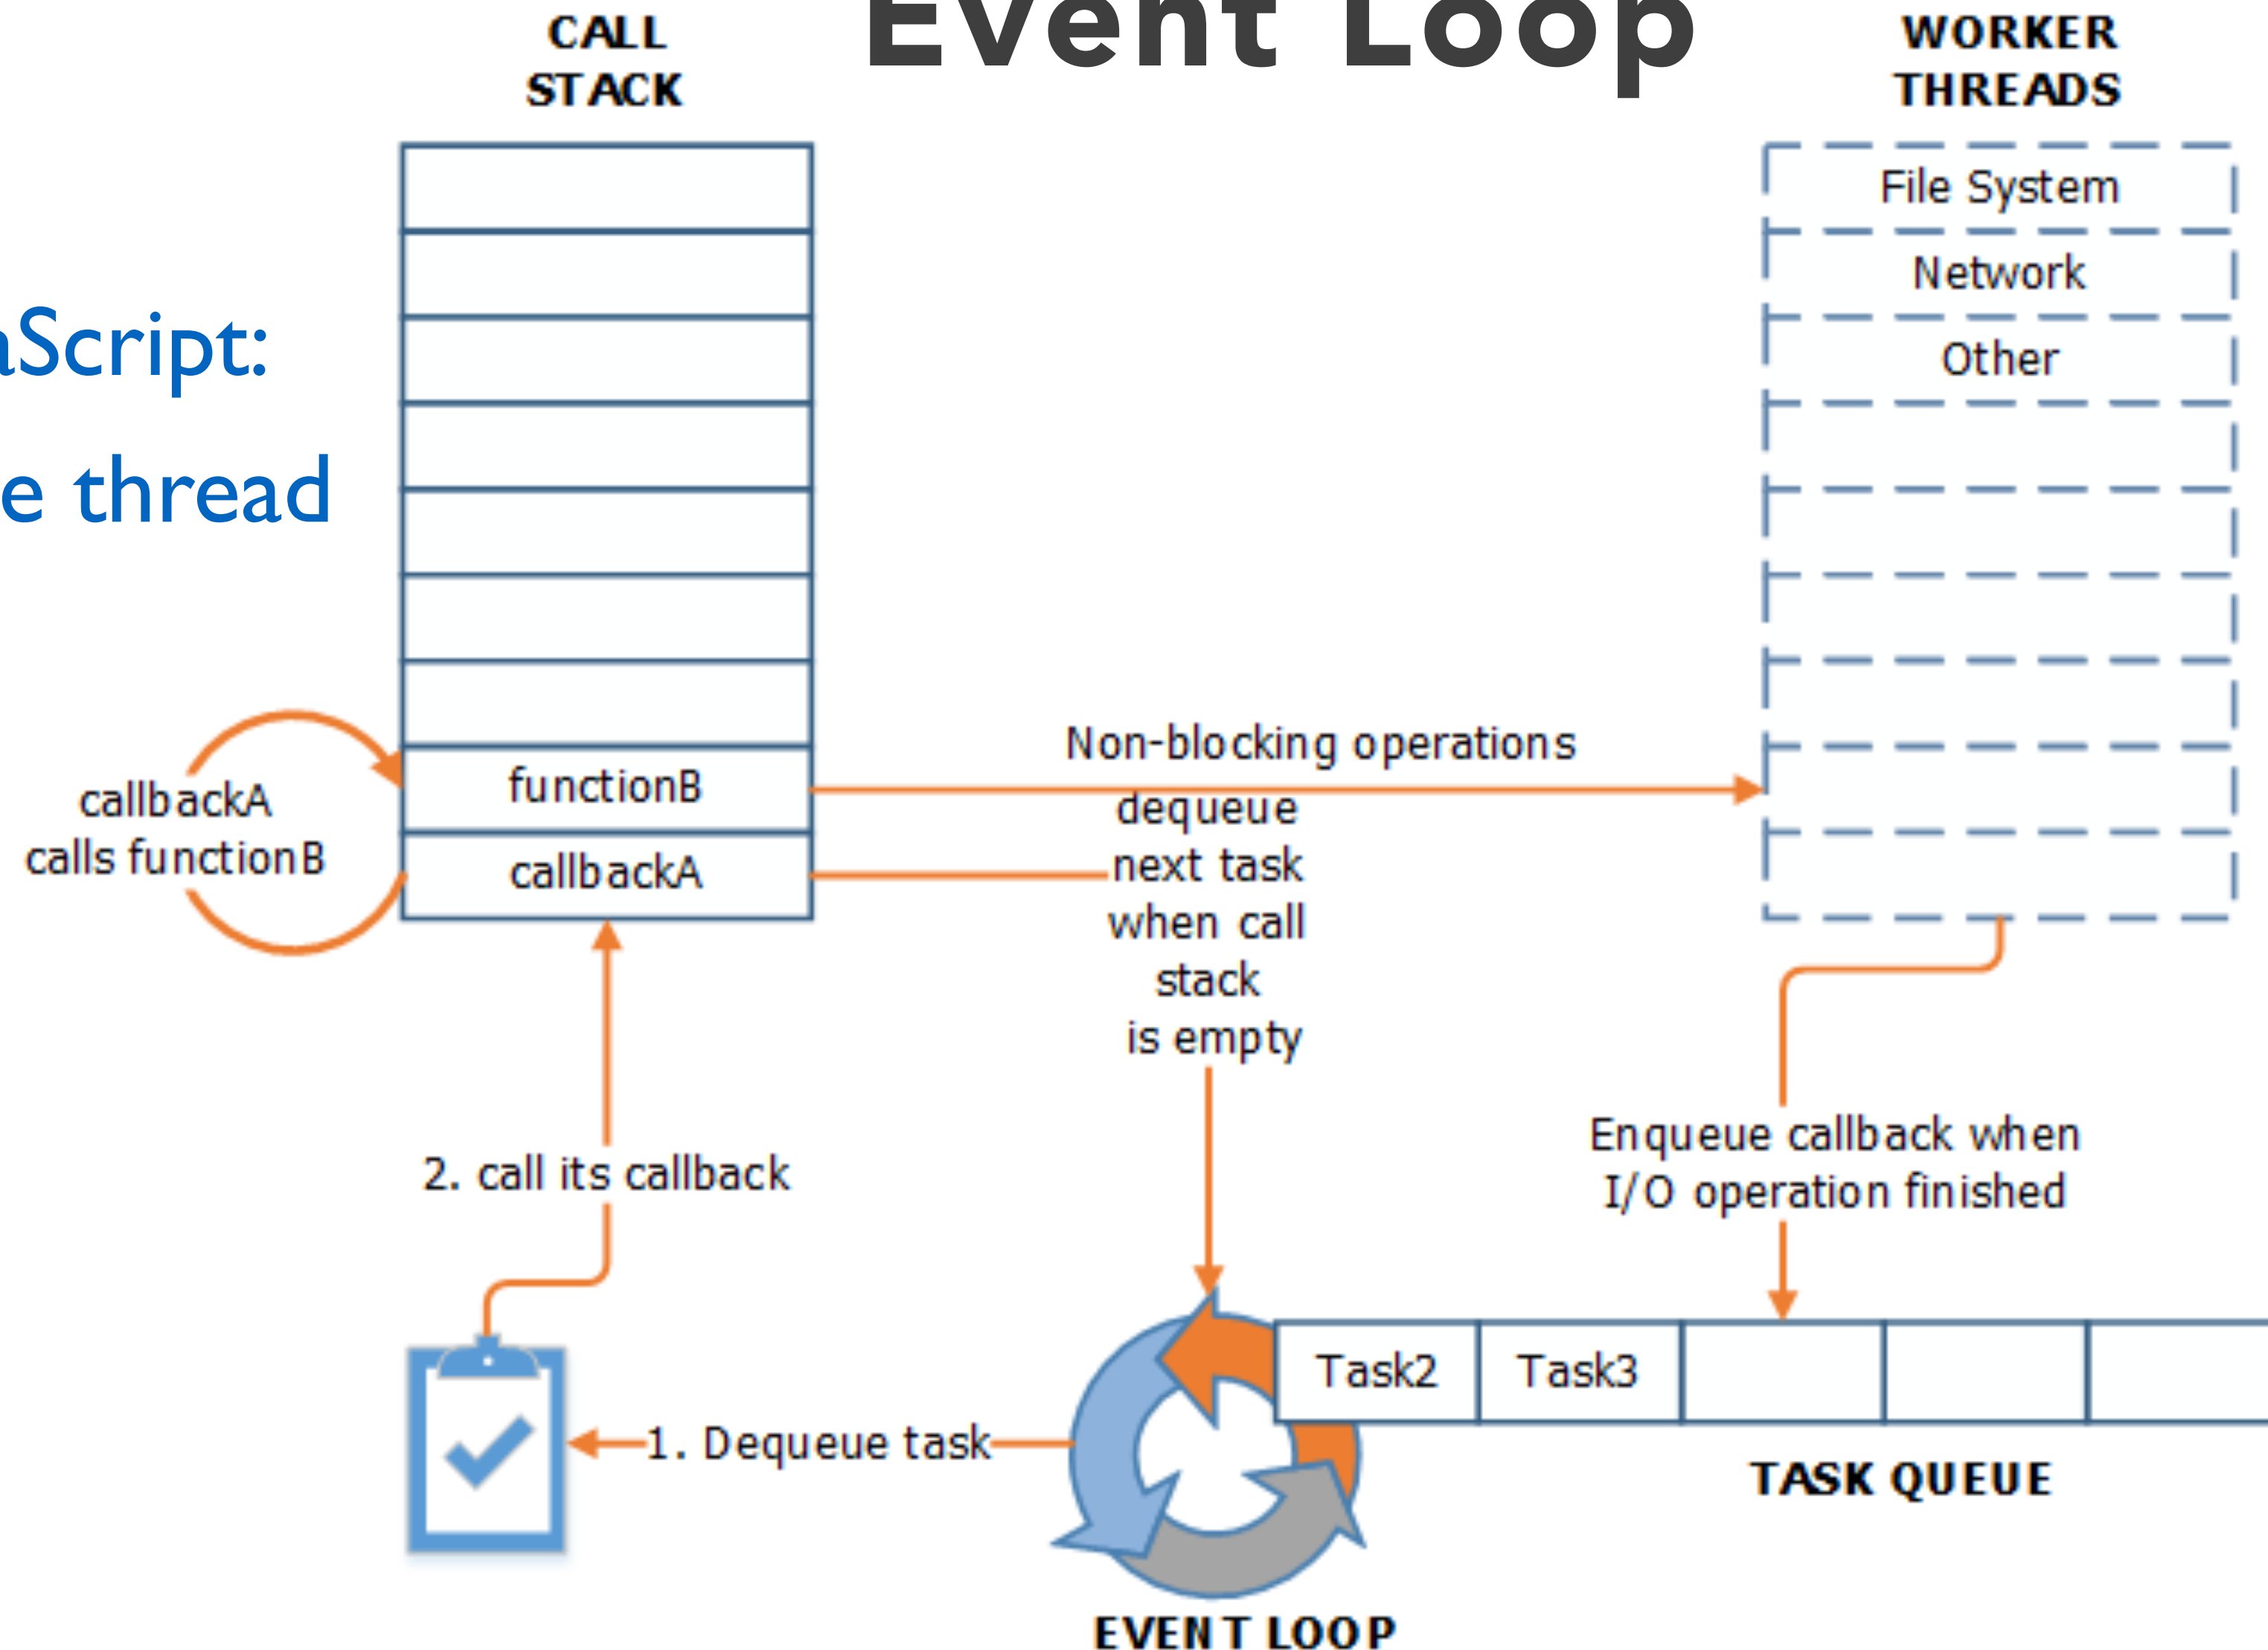 Event Loop
CALL
STACK
WORKER
THREADS
File System
Network
Other
aScript:
e thread
functionB
callbackA
callbackA
calls functionB
Non-blocking operations
dequeue
next task
when call
stack
is empty
2. call its callback
Enqueue callback when
I/O operation finished
1. Dequeue task
Task2
Task3
TASK QUEUE
EVENT LOOP